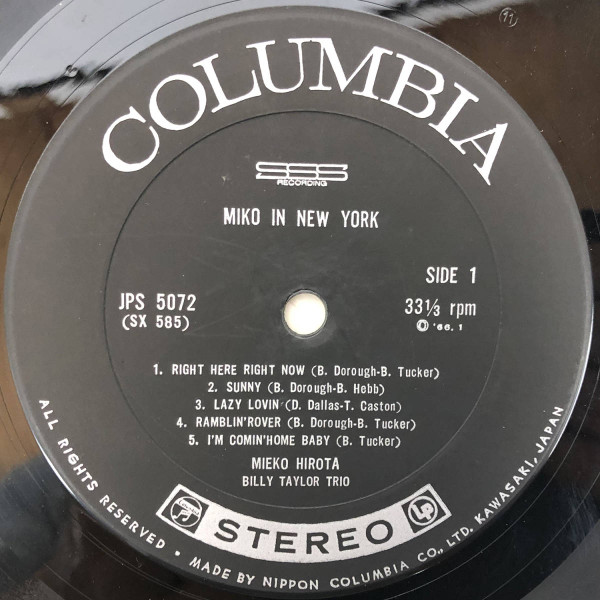 COLUMBIA
SSS
RECORDING
MIKO IN NEW YORK
SIDE 1
JPS 5072
(SX 585)
33⅓ rpm
Ⓞ '66. 1
1. RIGHT HERE RIGHT NOW (B. Dorough-B. Tucker)
2. SUNNY (B. Dorough-B. Hebb)
3. LAZY LOVIN' (D. Dallas-T. Caston)
4. RAMBLIN'ROVER (B. Dorough-B. Tucker)
5. I'M COMIN'HOME BABY (B. Tucker)
MIEKO HIROTA
BILLY TAYLOR TRIO
STEREO
LP
ALL RIGHTS RESERVED • MADE BY NIPPON COLUMBIA CO., LTD. KAWASAKI, JAPAN